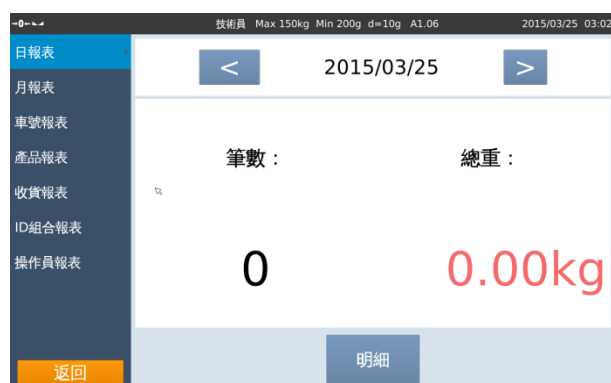 →0← 技術員 Max 150kg Min 200g d=10g A1.06 2015/03/25 03:02
日報表
月報表
車號報表
產品報表
收貨報表
ID組合報表
操作員報表
返回
< 2015/03/25 >
筆數： 總重：
0 0.00kg
明細